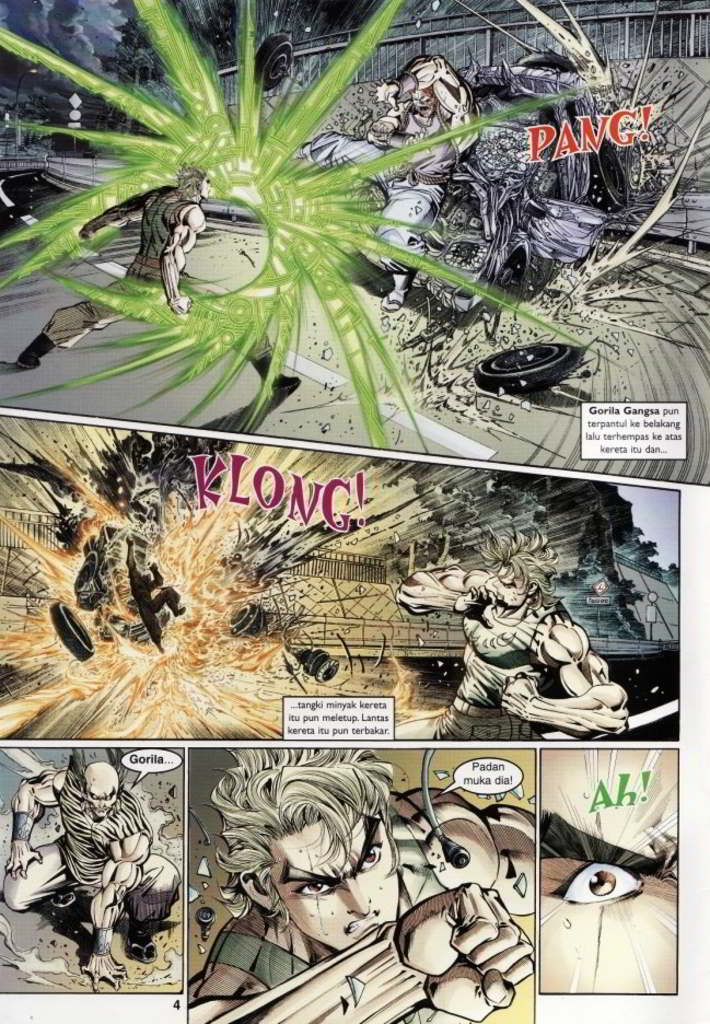 PANG!
Gorila Gangsa pun
terpantul ke belakang
lalu terhempas ke atas
kereta itu dan...
KLONG!
...tangki minyak kereta
itu pun meletup. Lantas
kereta itu pun terbakar.
Gorila...
Padan
muka dia!
Ah!
4